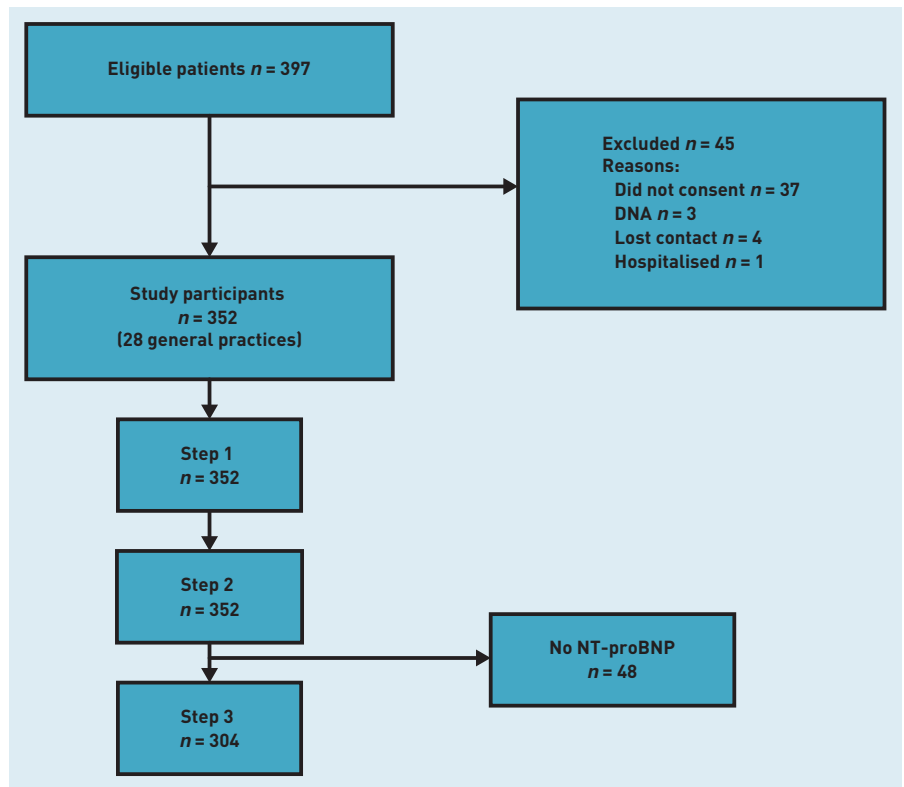 Eligible patients n = 397
Excluded n = 45
Reasons:
Did not consent n = 37
DNA n = 3
Lost contact n = 4
Hospitalised n = 1
Study participants
n = 352
(28 general practices)
Step 1
n = 352
Step 2
n = 352
No NT-proBNP
n = 48
Step 3
n = 304